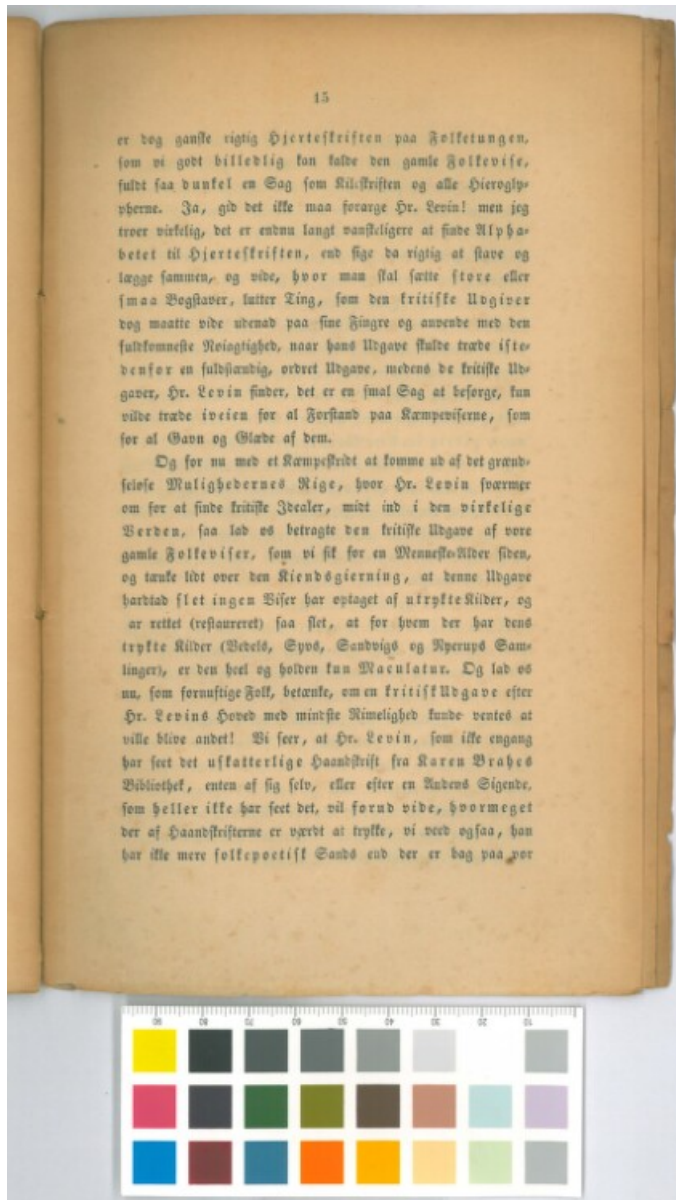 15
er dog ganske rigtig Hjerteskriften paa Folketungen,
som vi godt billedlig kan kalde den gamle Folkevise,
fuldt saa dunkel en Sag som Kileskriften og alle Hierogly-
pherne. Ja, gid det ikke maa forarge Hr. Levin! men jeg
troer virkelig, det er endnu langt vanskeligere at finde Alpha-
betet til Hjerteskriften, end sige da rigtig at stave og
lægge sammen, og vide, hvor man skal sætte store eller
smaa Bogstaver, lutter Ting, som den kritiske Udgiver
dog maatte vide udenad paa sine Fingre og anvende med den
fuldkomneste Nøiagtighed, naar hans Udgave skulde træde iste-
denfor en fuldstændig, ordret Udgave, medens de kritiske Ud-
gaver, Hr. Levin finder, det er en smal Sag at besørge, kun
vilde træde iveien for al Forstand paa Kæmpeviserne, som
for al Gavn og Glæde af dem.
Og for nu med et Kæmpeskridt at komme ud af det grænd-
seløse Mulighedernes Rige, hvor Hr. Levin sværmer
om for at finde kritiske Idealer, midt ind i den virkelige
Verden, saa lad os betragte den kritiske Udgave af vore
gamle Folkeviser, som vi fik for en Menneske-Alder siden,
og tænke lidt over den Kiendsgierning, at denne Udgave
hardtad slet ingen Viser har optaget af utrykte Kilder, og
ar rettet (restaureret) saa slet, at for hvem der har dens
trykte Kilder (Vedels, Syvs, Sandvigs og Nyerups Sam-
linger), er den heel og holden kun Maculatur. Og lad os
nu, som fornuftige Folk, betænke, om en kritisk Udgave efter
Hr. Levins Hoved med mindste Rimelighed kunde ventes at
ville blive andet! Vi seer, at Hr. Levin, som ikke engang
har seet det uskatterlige Haandskrift fra Karen Brahes
Bibliothek, enten af sig selv, eller efter en Andens Sigende,
som heller ikke har seet det, vil forud vide, hvormeget
der af Haandskrifterne er værdt at trykke, vi veed ogsaa, han
har ikke mere folkepoetisk Sands end der er bag paa vor
90 80 70 60 50 40 30 20 10